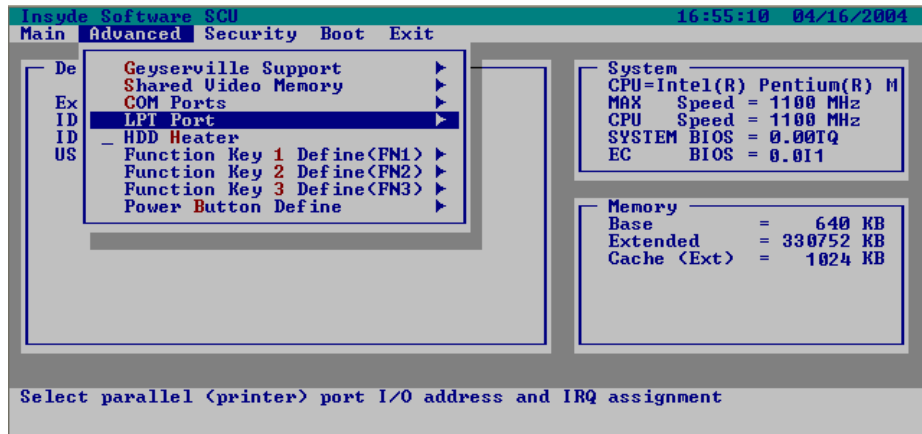 Insyde Software SCU 16:55:10 04/16/2004
Main Advanced Security Boot Exit
De
Ex
ID
ID
US
Geyserville Support
Shared Video Memory
COM Ports
LPT Port
_ HDD Heater
Function Key 1 Define(FN1)
Function Key 2 Define(FN2)
Function Key 3 Define(FN3)
Power Button Define
System
CPU=Intel(R) Pentium(R) M
MAX Speed = 1100 MHz
CPU Speed = 1100 MHz
SYSTEM BIOS = 0.00TQ
EC BIOS = 0.0I1
Memory
Base = 640 KB
Extended = 330752 KB
Cache (Ext) = 1024 KB
Select parallel (printer) port I/O address and IRQ assignment